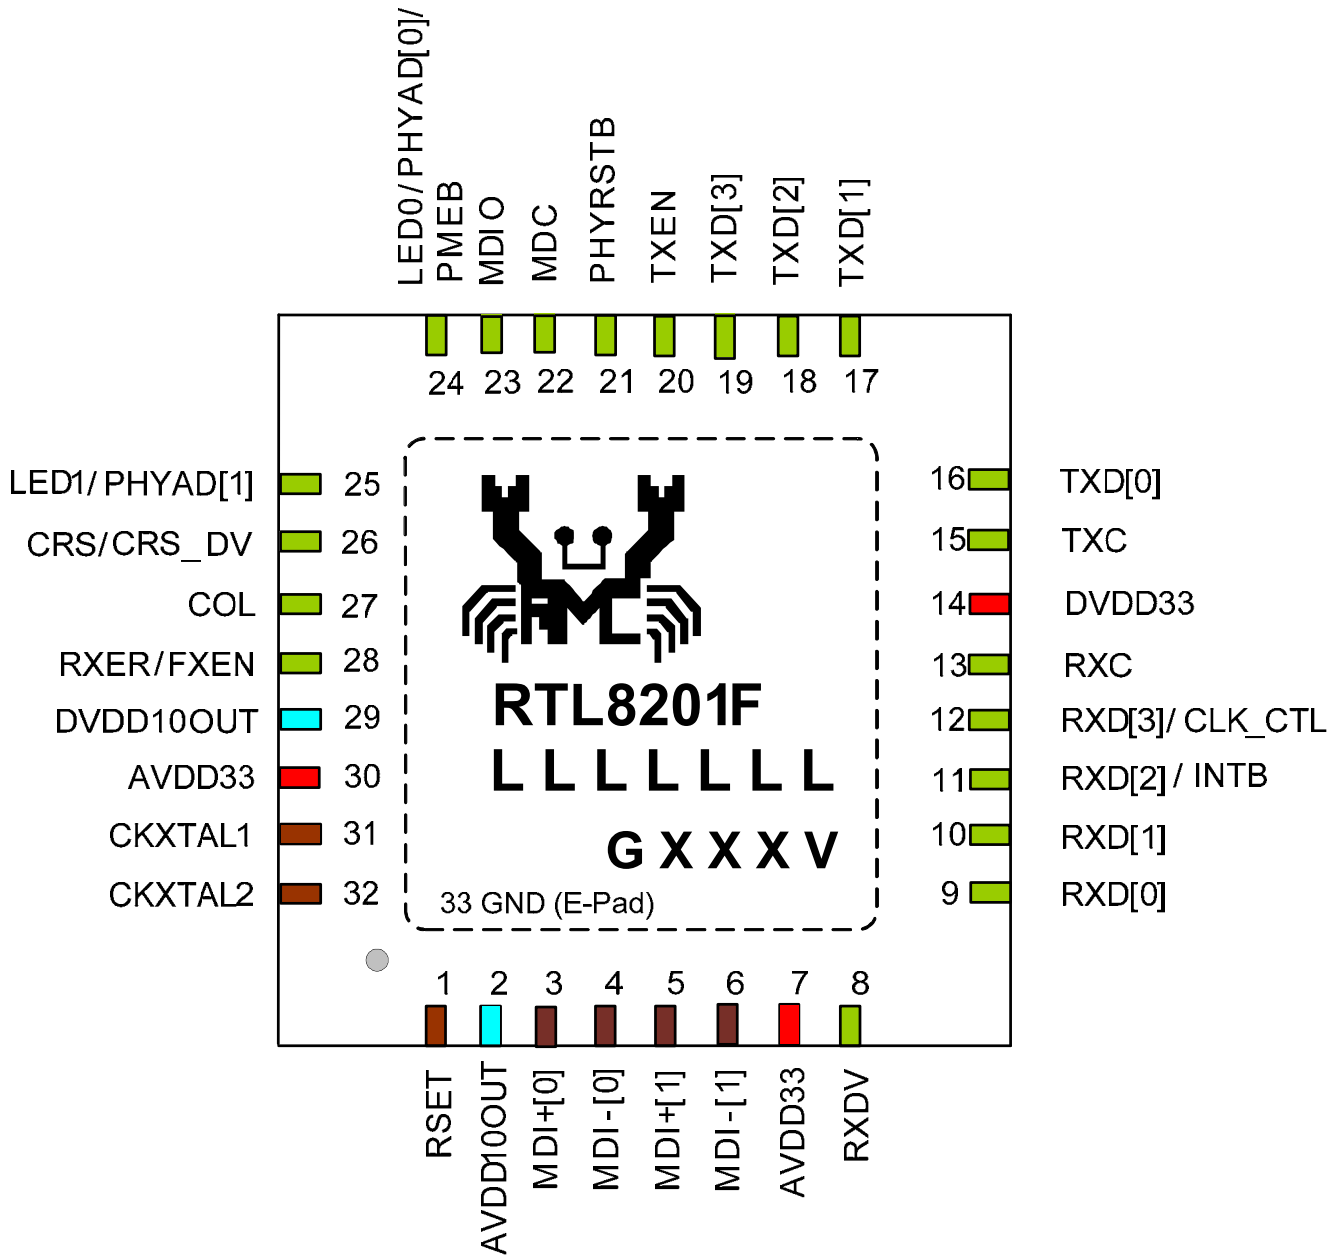 LED0/PHYAD[0]/
PMEB
MDIO
MDC
PHYRSTB
TXEN
TXD[3]
TXD[2]
TXD[1]
24 23 22 21 20 19 18 17
LED1/PHYAD[1] 25
CRS/CRS_DV 26
COL 27
RXER/FXEN 28
DVDD10OUT 29
AVDD33 30
CKXTAL1 31
CKXTAL2 32
RTL8201F
LLLLLLL
GXXXV
33 GND (E-Pad)
16 TXD[0]
15 TXC
14 DVDD33
13 RXC
12 RXD[3]/CLK_CTL
11 RXD[2]/INTB
10 RXD[1]
9 RXD[0]
1 2 3 4 5 6 7 8
RSET
AVDD10OUT
MDI+[0]
MDI-[0]
MDI+[1]
MDI-[1]
AVDD33
RXDV